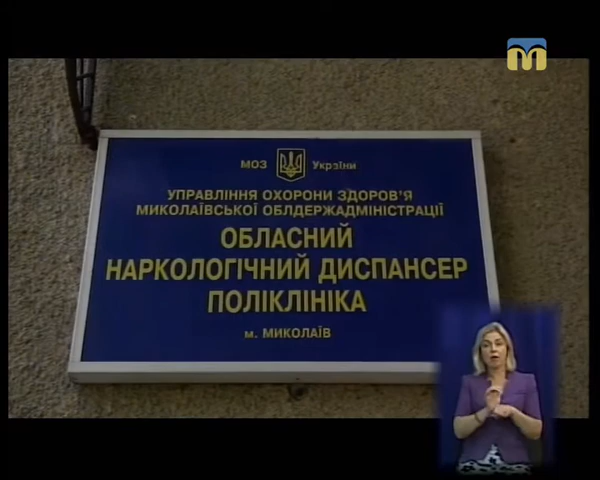 МОЗ України
УПРАВЛІННЯ ОХОРОНИ ЗДОРОВ'Я
МИКОЛАЇВСЬКОЇ ОБЛДЕРЖАДМІНІСТРАЦІЇ
ОБЛАСНИЙ
НАРКОЛОГІЧНИЙ ДИСПАНСЕР
ПОЛІКЛІНІКА
м. МИКОЛАЇВ